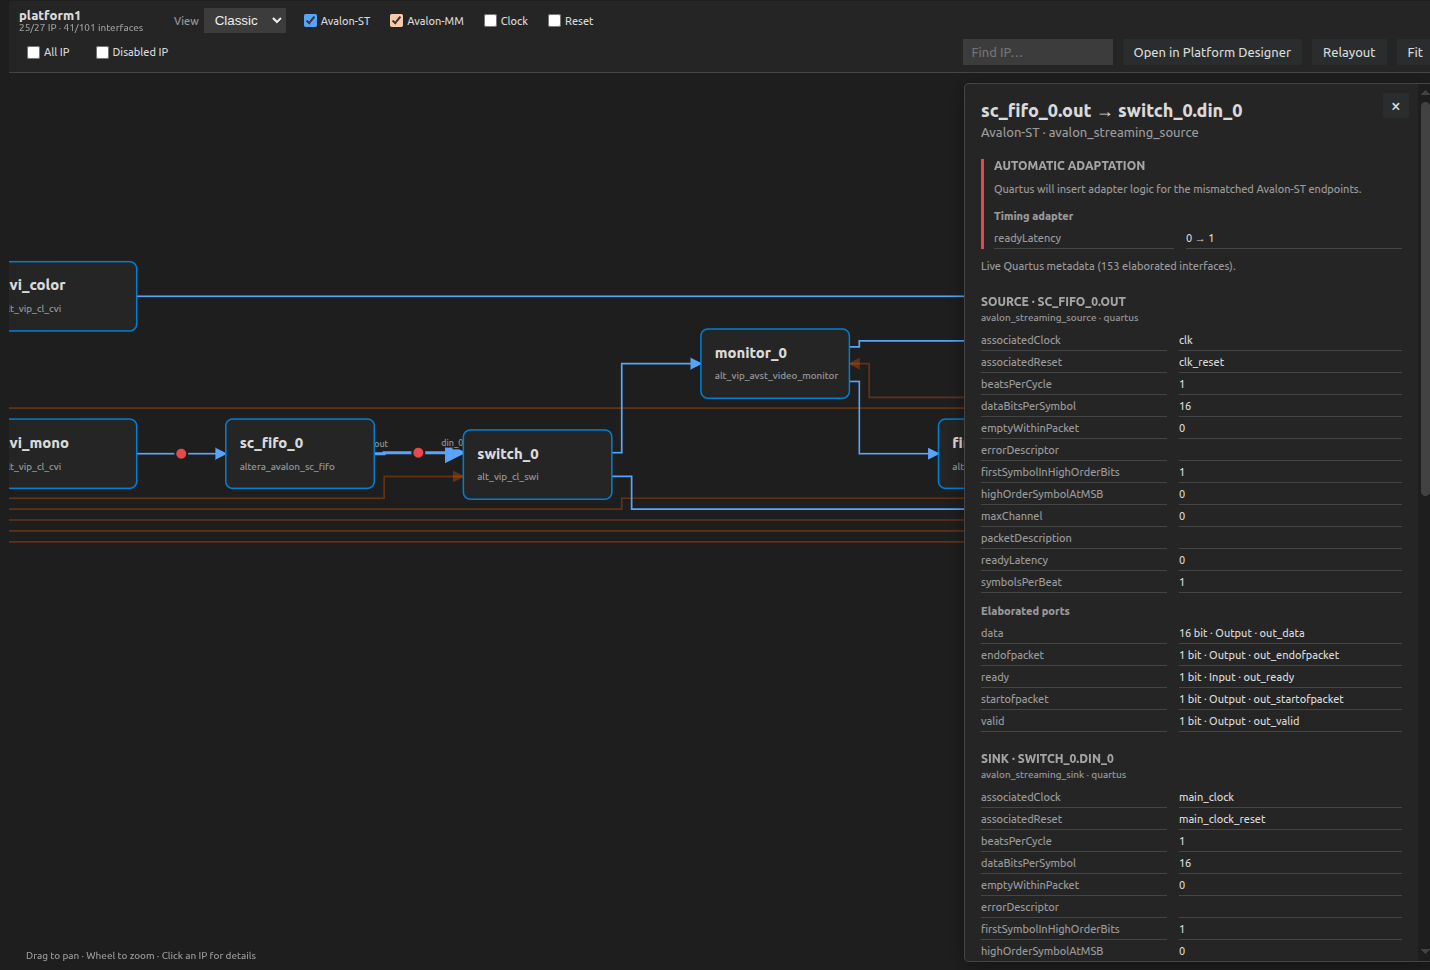 platform1
25/27 IP · 41/101 interfaces
View
Classic
Avalon-ST
Avalon-MM
Clock
Reset
All IP
Disabled IP
Find IP...
Open in Platform Designer
Relayout
Fit
vi_color
t_vip_cl_cvi
monitor_0
alt_vip_avst_video_monitor
vi_mono
t_vip_cl_cvi
sc_fifo_0
altera_avalon_sc_fifo
out
din_0
switch_0
alt_vip_cl_swi
fi
alt
Drag to pan · Wheel to zoom · Click an IP for details
sc_fifo_0.out → switch_0.din_0
×
Avalon-ST · avalon_streaming_source
AUTOMATIC ADAPTATION
Quartus will insert adapter logic for the mismatched Avalon-ST endpoints.
Timing adapter
readyLatency 0 → 1
Live Quartus metadata (153 elaborated interfaces).
SOURCE · SC_FIFO_0.OUT
avalon_streaming_source · quartus
associatedClock clk
associatedReset clk_reset
beatsPerCycle 1
dataBitsPerSymbol 16
emptyWithinPacket 0
errorDescriptor
firstSymbolInHighOrderBits 1
highOrderSymbolAtMSB 0
maxChannel 0
packetDescription
readyLatency 0
symbolsPerBeat 1
Elaborated ports
data 16 bit · Output · out_data
endofpacket 1 bit · Output · out_endofpacket
ready 1 bit · Input · out_ready
startofpacket 1 bit · Output · out_startofpacket
valid 1 bit · Output · out_valid
SINK · SWITCH_0.DIN_0
avalon_streaming_sink · quartus
associatedClock main_clock
associatedReset main_clock_reset
beatsPerCycle 1
dataBitsPerSymbol 16
emptyWithinPacket 0
errorDescriptor
firstSymbolInHighOrderBits 1
highOrderSymbolAtMSB 0